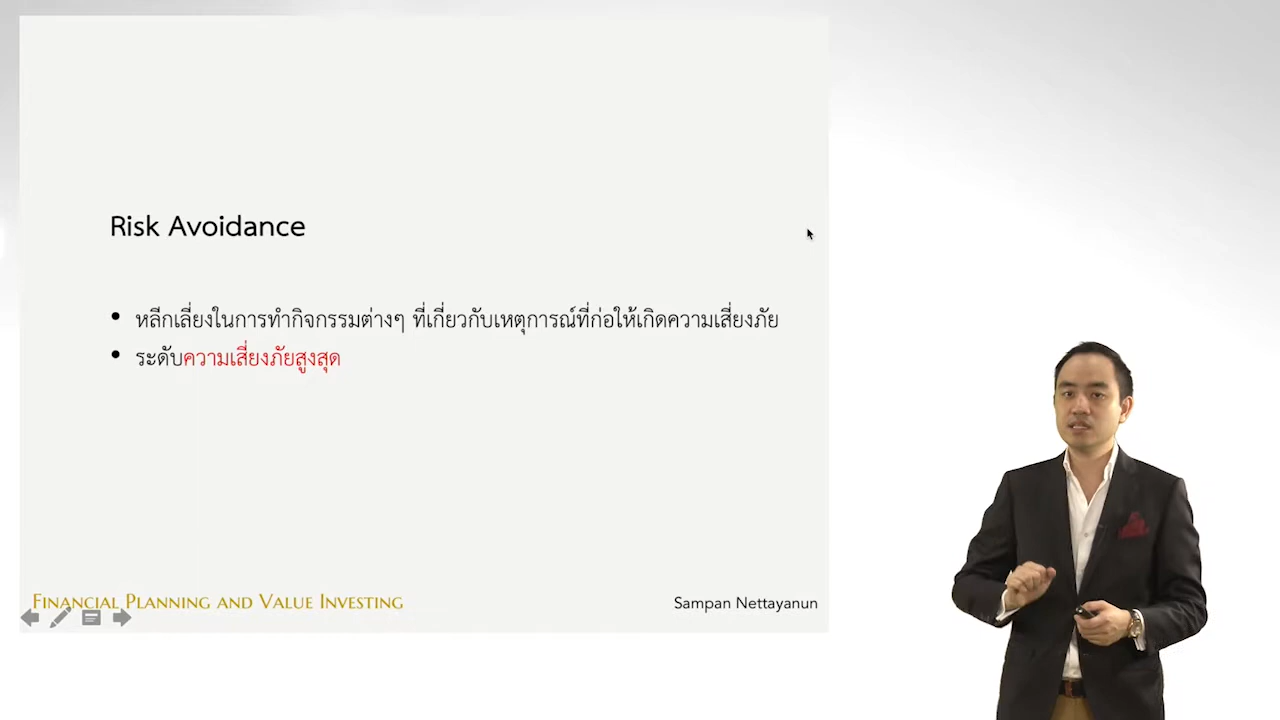 Risk Avoidance
• หลีกเลี่ยงในการทำกิจกรรมต่างๆ ที่เกี่ยวกับเหตุการณ์ที่ก่อให้เกิดความเสี่ยงภัย
• ระดับความเสี่ยงภัยสูงสุด
Financial Planning and Value Investing
Sampan Nettayanun